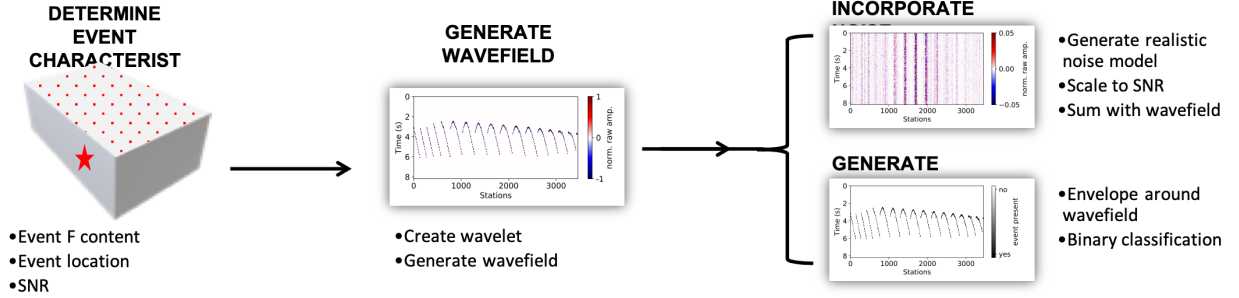 DETERMINE
EVENT
CHARACTERIST
•Event F content
•Event location
•SNR
GENERATE
WAVEFIELD
0
2
4
6
8
Time (s)
0
1000
2000
3000
Stations
1
0
-1
norm. raw amp.
•Create wavelet
•Generate wavefield
INCORPORATE
0
2
4
6
8
Time (s)
0
1000
2000
3000
Stations
0.05
0.00
−0.05
norm. raw amp.
•Generate realistic
noise model
•Scale to SNR
•Sum with wavefield
GENERATE
0
2
4
6
8
Time (s)
0
1000
2000
3000
Stations
no
yes
event present
•Envelope around
wavefield
•Binary classification